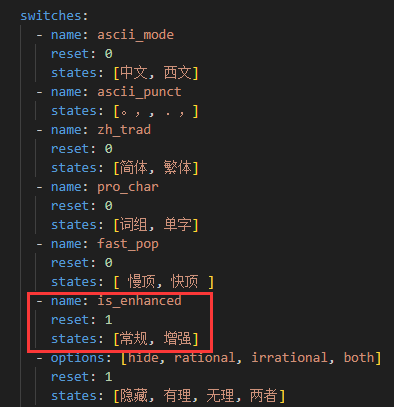 switches:
- name: ascii_mode
reset: 0
states: [中文, 西文]
- name: ascii_punct
reset: 0
states: [。，, ．，]
- name: zh_trad
reset: 0
states: [简体, 繁体]
- name: pro_char
reset: 0
states: [词组, 单字]
- name: fast_pop
reset: 0
states: [ 慢顶, 快顶 ]
- name: is_enhanced
reset: 1
states: [常规, 增强]
- options: [hide, rational, irrational, both]
reset: 1
states: [隐藏, 有理, 无理, 两者]